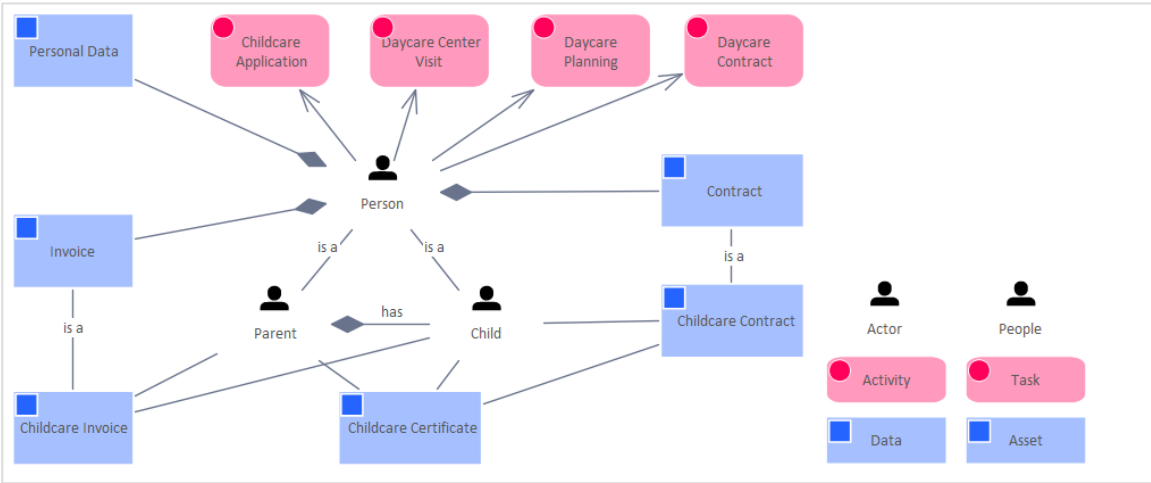 Personal Data
Childcare
Application
Daycare Center
Visit
Daycare
Planning
Daycare
Contract
Person
Contract
Invoice
is a
is a
is a
is a
Parent
has
Child
Childcare Contract
Actor
People
Activity
Task
Childcare Invoice
Childcare Certificate
Data
Asset